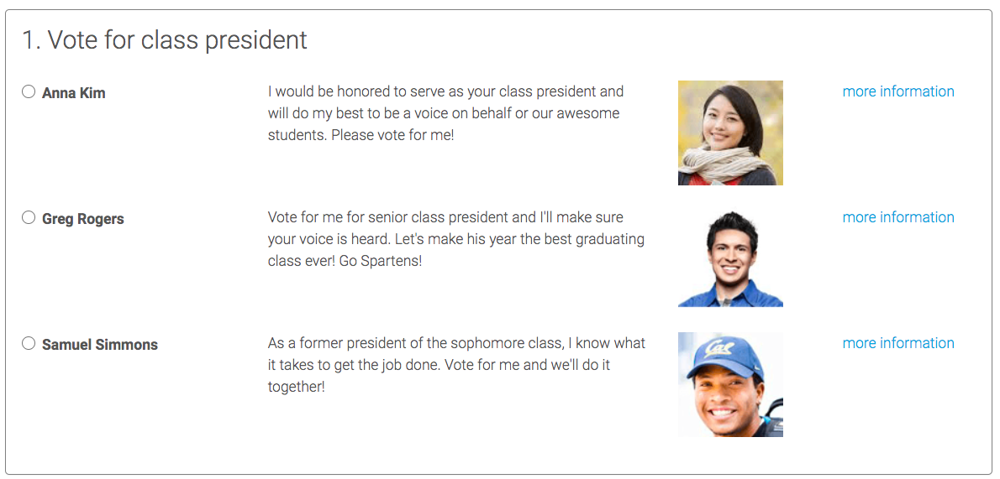 1. Vote for class president
Anna Kim
I would be honored to serve as your class president and
will do my best to be a voice on behalf or our awesome
students. Please vote for me!
more information
Greg Rogers
Vote for me for senior class president and I'll make sure
your voice is heard. Let's make his year the best graduating
class ever! Go Spartens!
more information
Samuel Simmons
As a former president of the sophomore class, I know what
it takes to get the job done. Vote for me and we'll do it
together!
Cal
more information